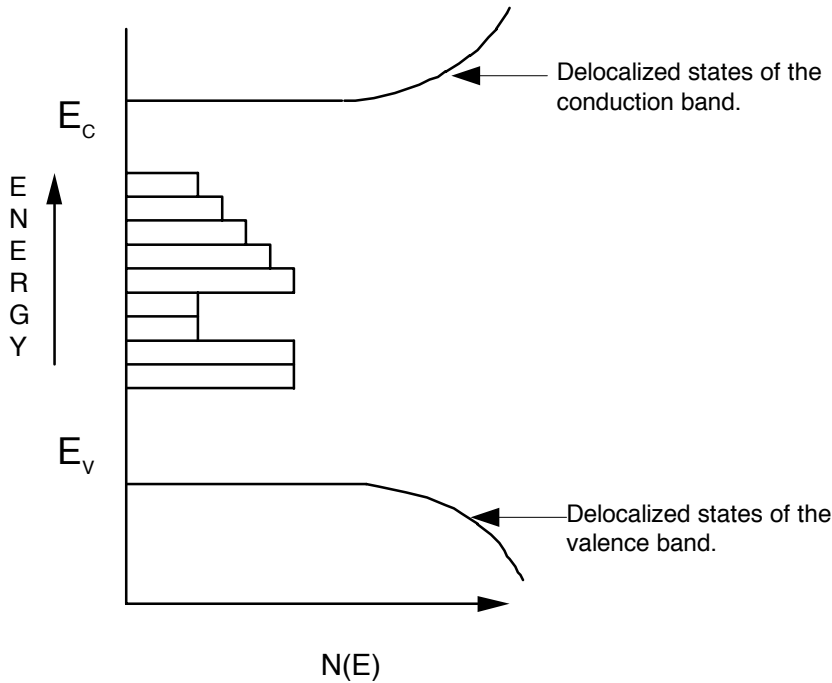 Delocalized states of the
conduction band.
E_C
E
N
E
R
G
Y
E_V
Delocalized states of the
valence band.
N(E)